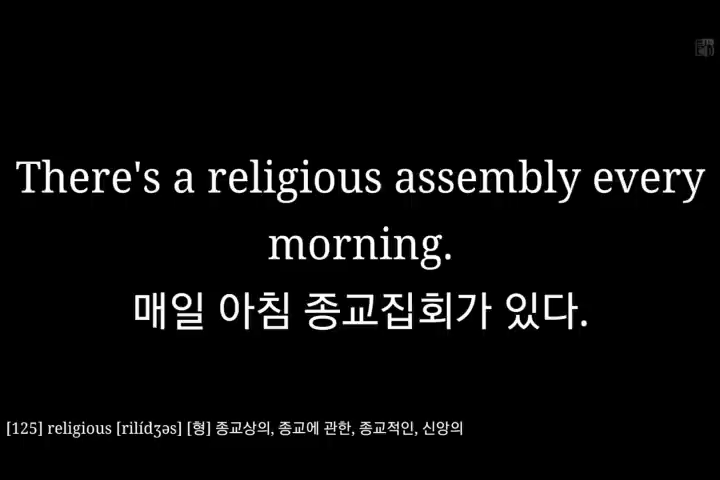 There's a religious assembly every
morning.
매일 아침 종교집회가 있다.
[125] religious [rilídʒəs] [형] 종교상의, 종교에 관한, 종교적인, 신앙의